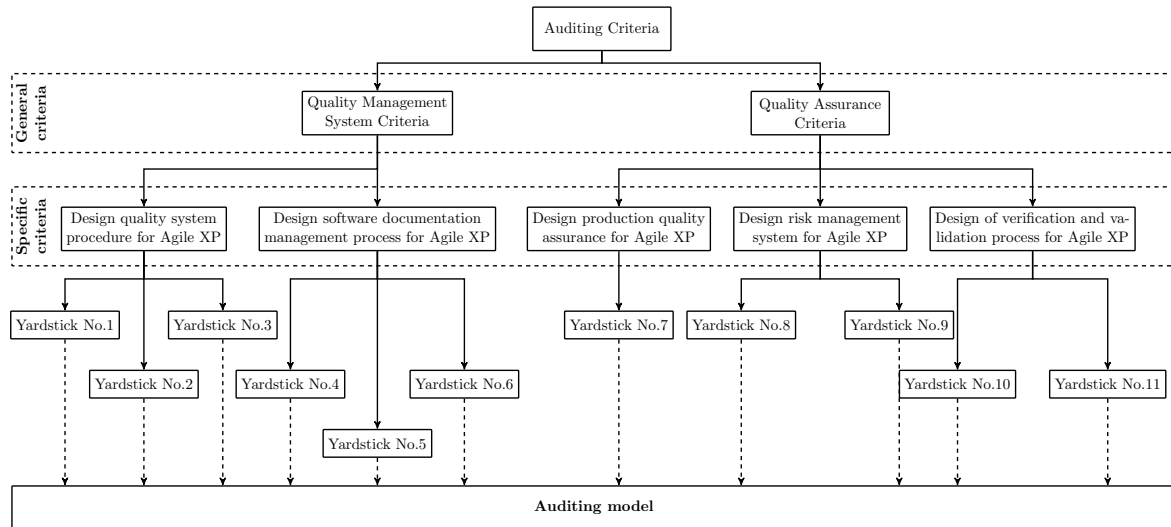 Auditing Criteria
General
criteria
Quality Management
System Criteria
Quality Assurance
Criteria
Specific
criteria
Design quality system
procedure for Agile XP
Design software documentation
management process for Agile XP
Design production quality
assurance for Agile XP
Design risk management
system for Agile XP
Design of verification and va-
lidation process for Agile XP
Yardstick No.1
Yardstick No.3
Yardstick No.7
Yardstick No.8
Yardstick No.9
Yardstick No.2
Yardstick No.4
Yardstick No.6
Yardstick No.10
Yardstick No.11
Yardstick No.5
Auditing model